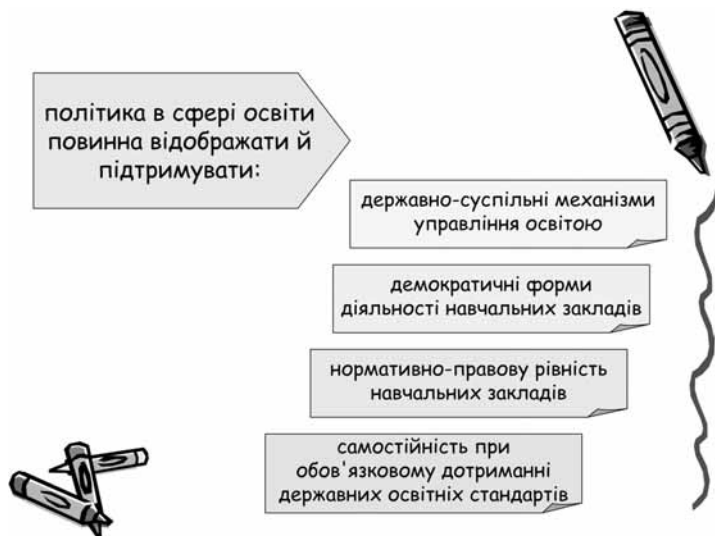 політика в сфері освіти
повинна відображати й
підтримувати:
державно-суспільні механізми
управління освітою
демократичні форми
діяльності навчальних закладів
нормативно-правову рівність
навчальних закладів
самостійність при
обов'язковому дотриманні
державних освітніх стандартів